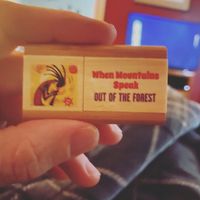 When Mountains
Speak
OUT OF THE FOREST